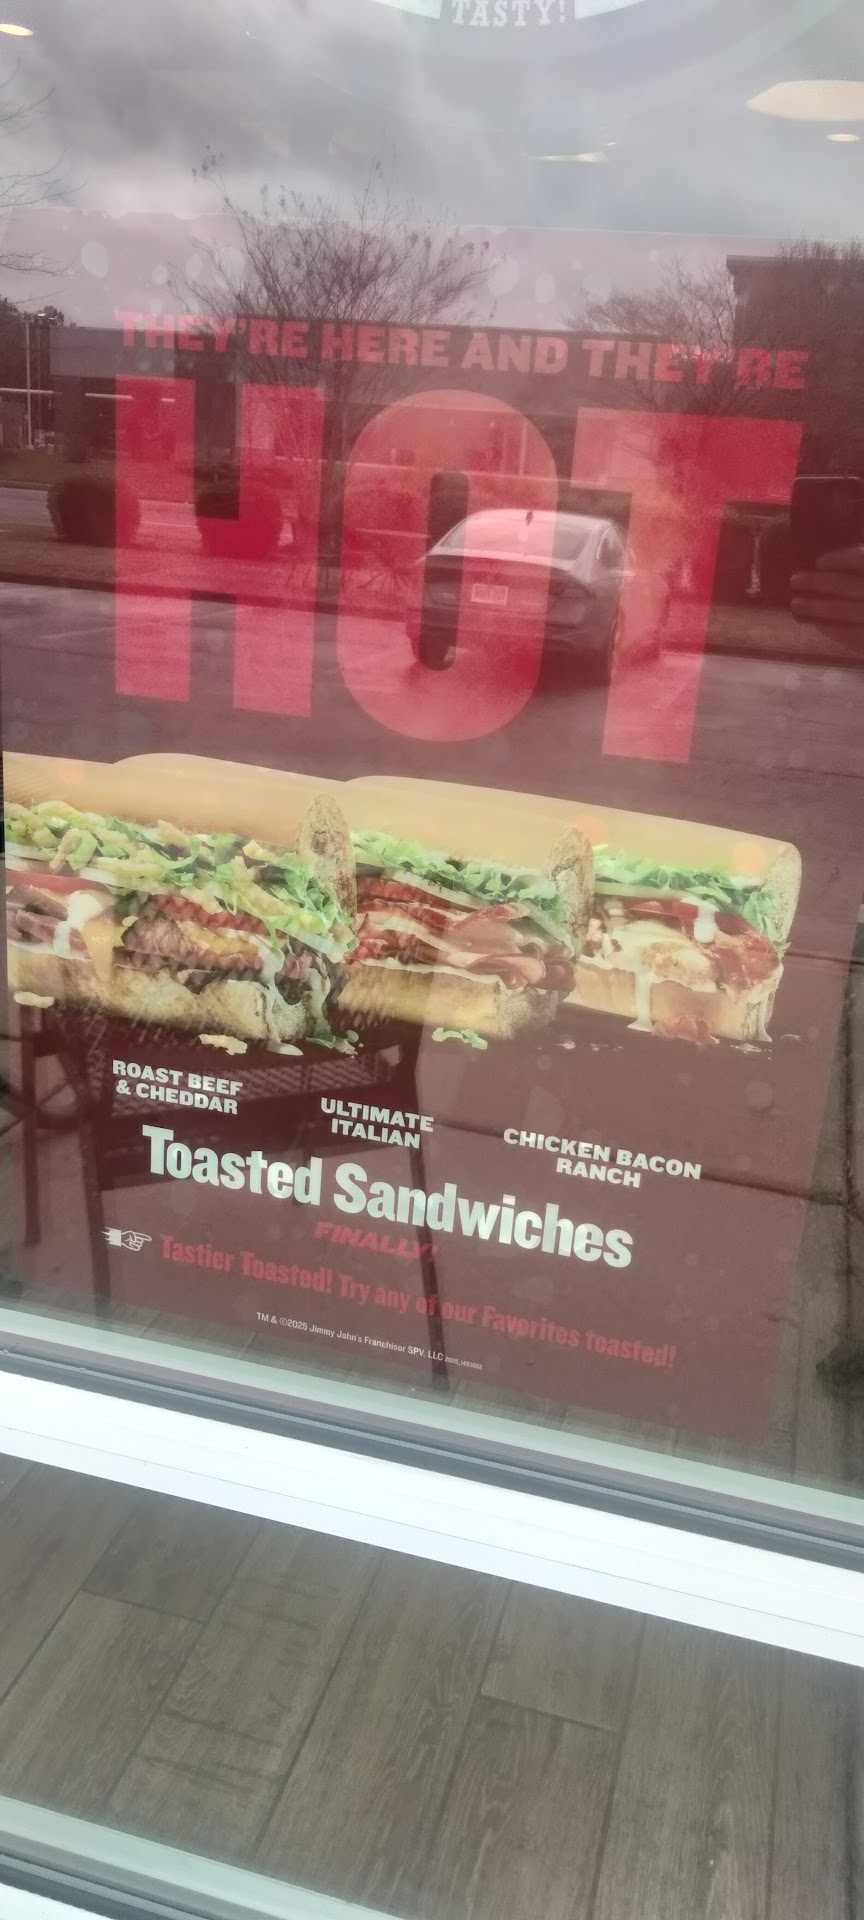 TASTY!
THEY'RE HERE AND THEY'RE
HOT
ROAST BEEF
& CHEDDAR
ULTIMATE
ITALIAN
CHICKEN BACON
RANCH
Toasted Sandwiches
FINALLY!
Tastier Toasted! Try any of our Favorites toasted!
TM & ©2025 Jimmy John's Franchisor SPV, LLC